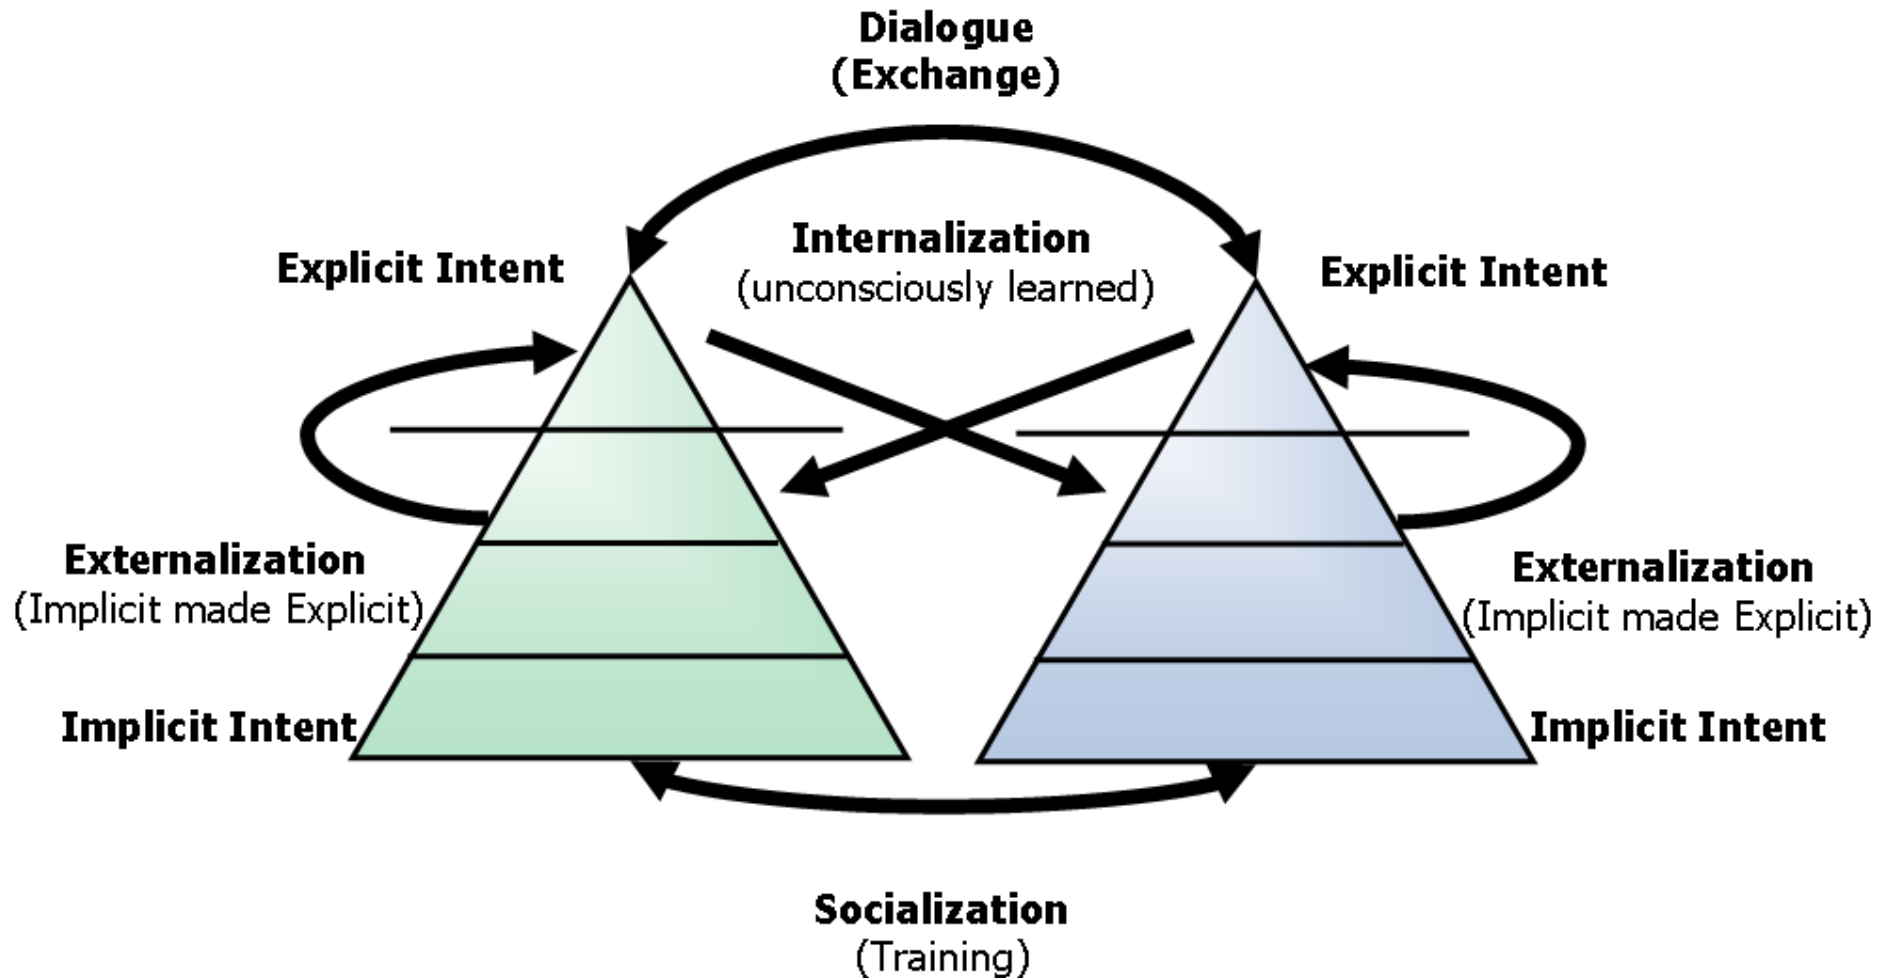 Dialogue
(Exchange)
Internalization
(unconsciously learned)
Explicit Intent
Explicit Intent
Externalization
(Implicit made Explicit)
Externalization
(Implicit made Explicit)
Implicit Intent
Implicit Intent
Socialization
(Training)